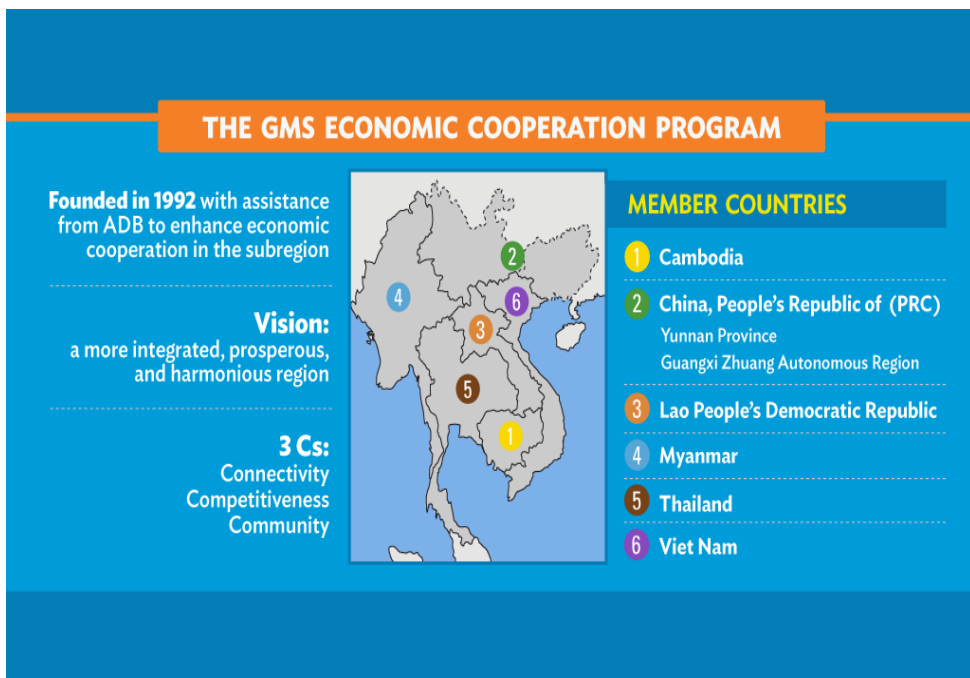 THE GMS ECONOMIC COOPERATION PROGRAM
Founded in 1992 with assistance
from ADB to enhance economic
cooperation in the subregion
Vision:
a more integrated, prosperous,
and harmonious region
3 Cs:
Connectivity
Competitiveness
Community
2
4
6
3
5
1
MEMBER COUNTRIES
1 Cambodia
2 China, People's Republic of (PRC)
Yunnan Province
Guangxi Zhuang Autonomous Region
3 Lao People's Democratic Republic
4 Myanmar
5 Thailand
6 Viet Nam